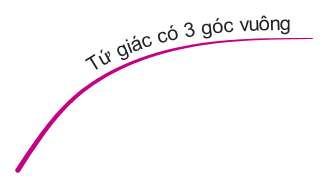 Tứ giác có 3 góc vuông